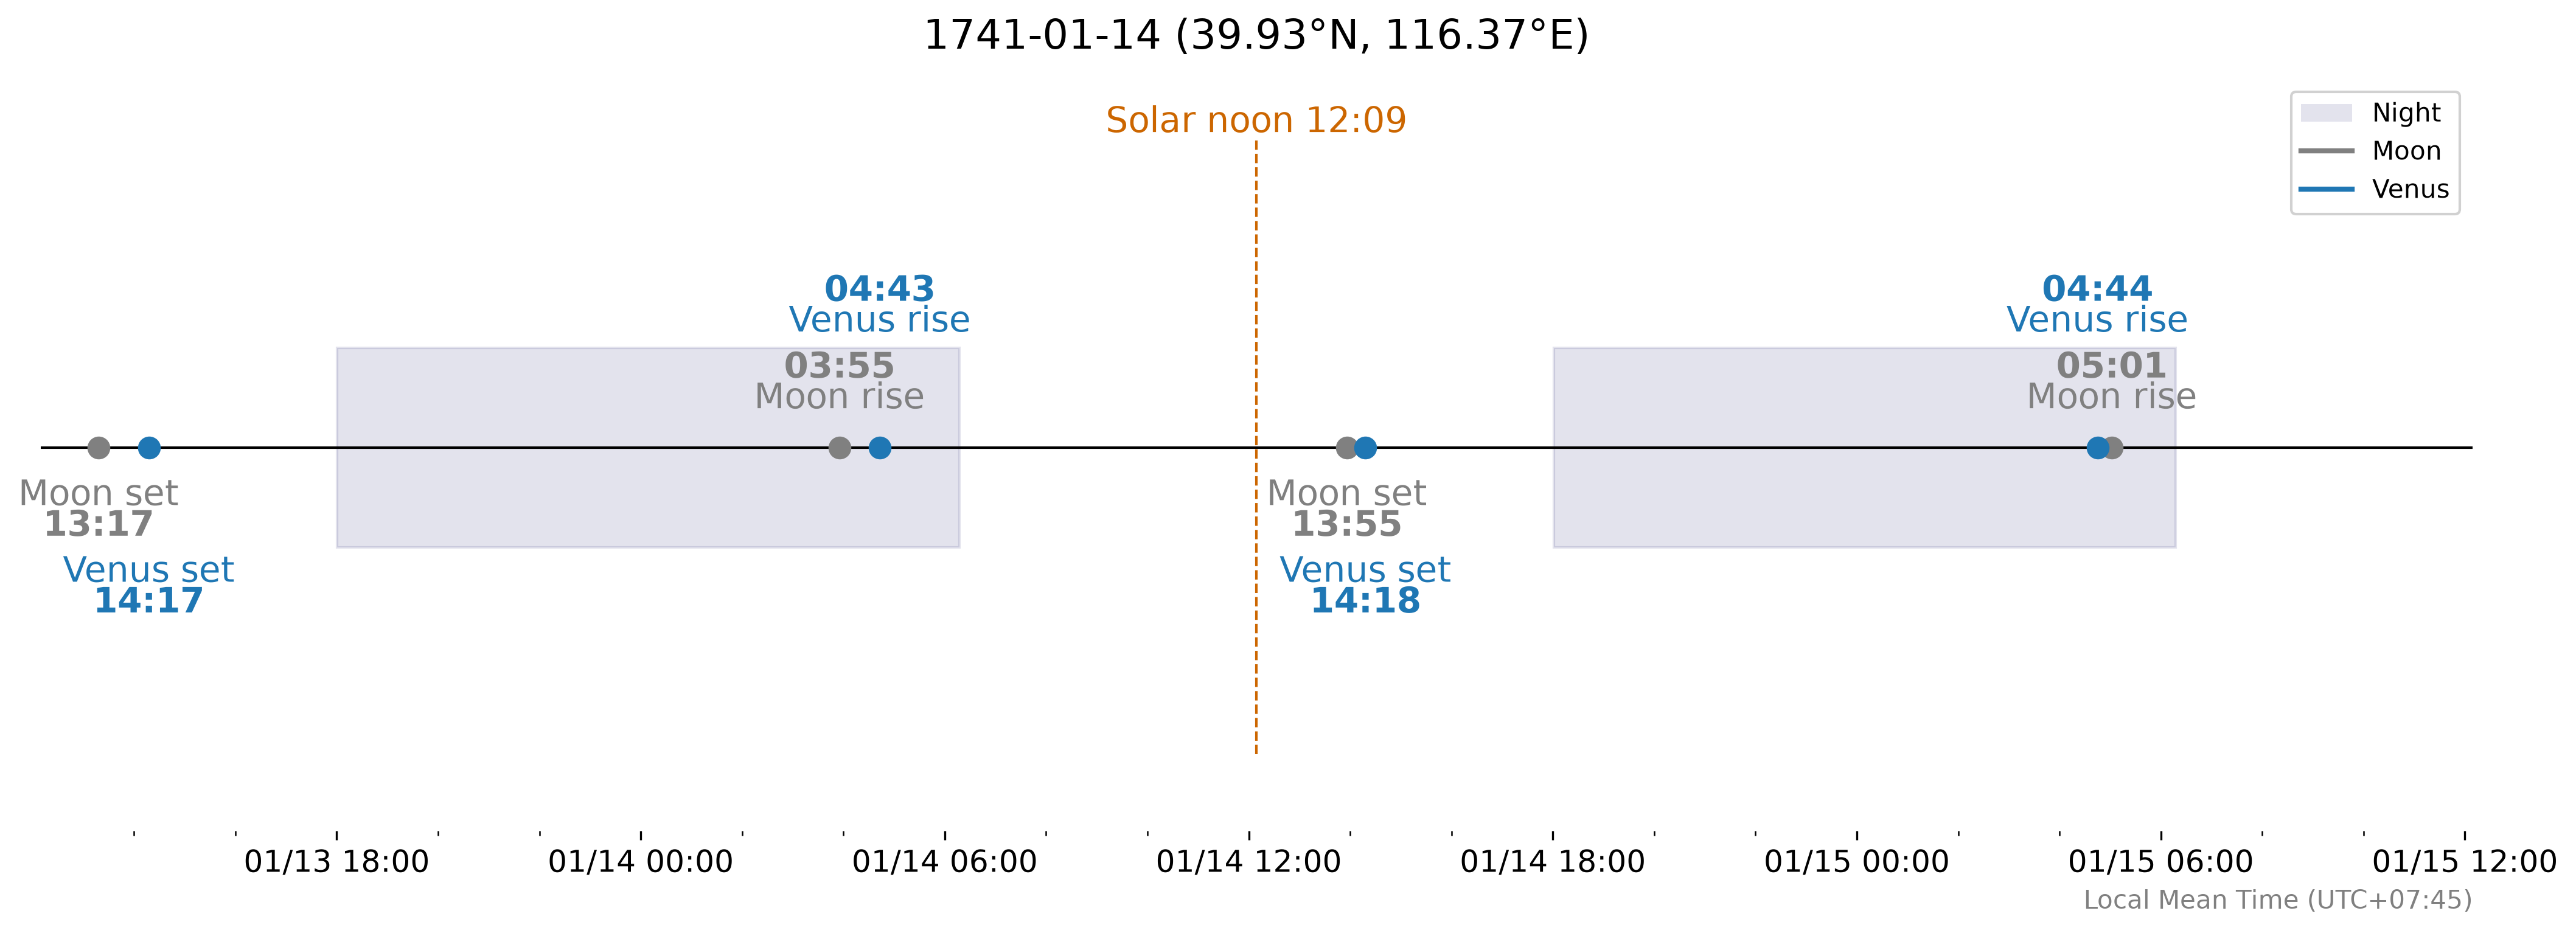 1741-01-14 (39.93°N, 116.37°E)
Solar noon 12:09
Night
Moon
Venus
04:43
Venus rise
03:55
Moon rise
04:44
Venus rise
05:01
Moon rise
Moon set
13:17
Venus set
14:17
Moon set
13:55
Venus set
14:18
01/13 18:00
01/14 00:00
01/14 06:00
01/14 12:00
01/14 18:00
01/15 00:00
01/15 06:00
01/15 12:00
Local Mean Time (UTC+07:45)